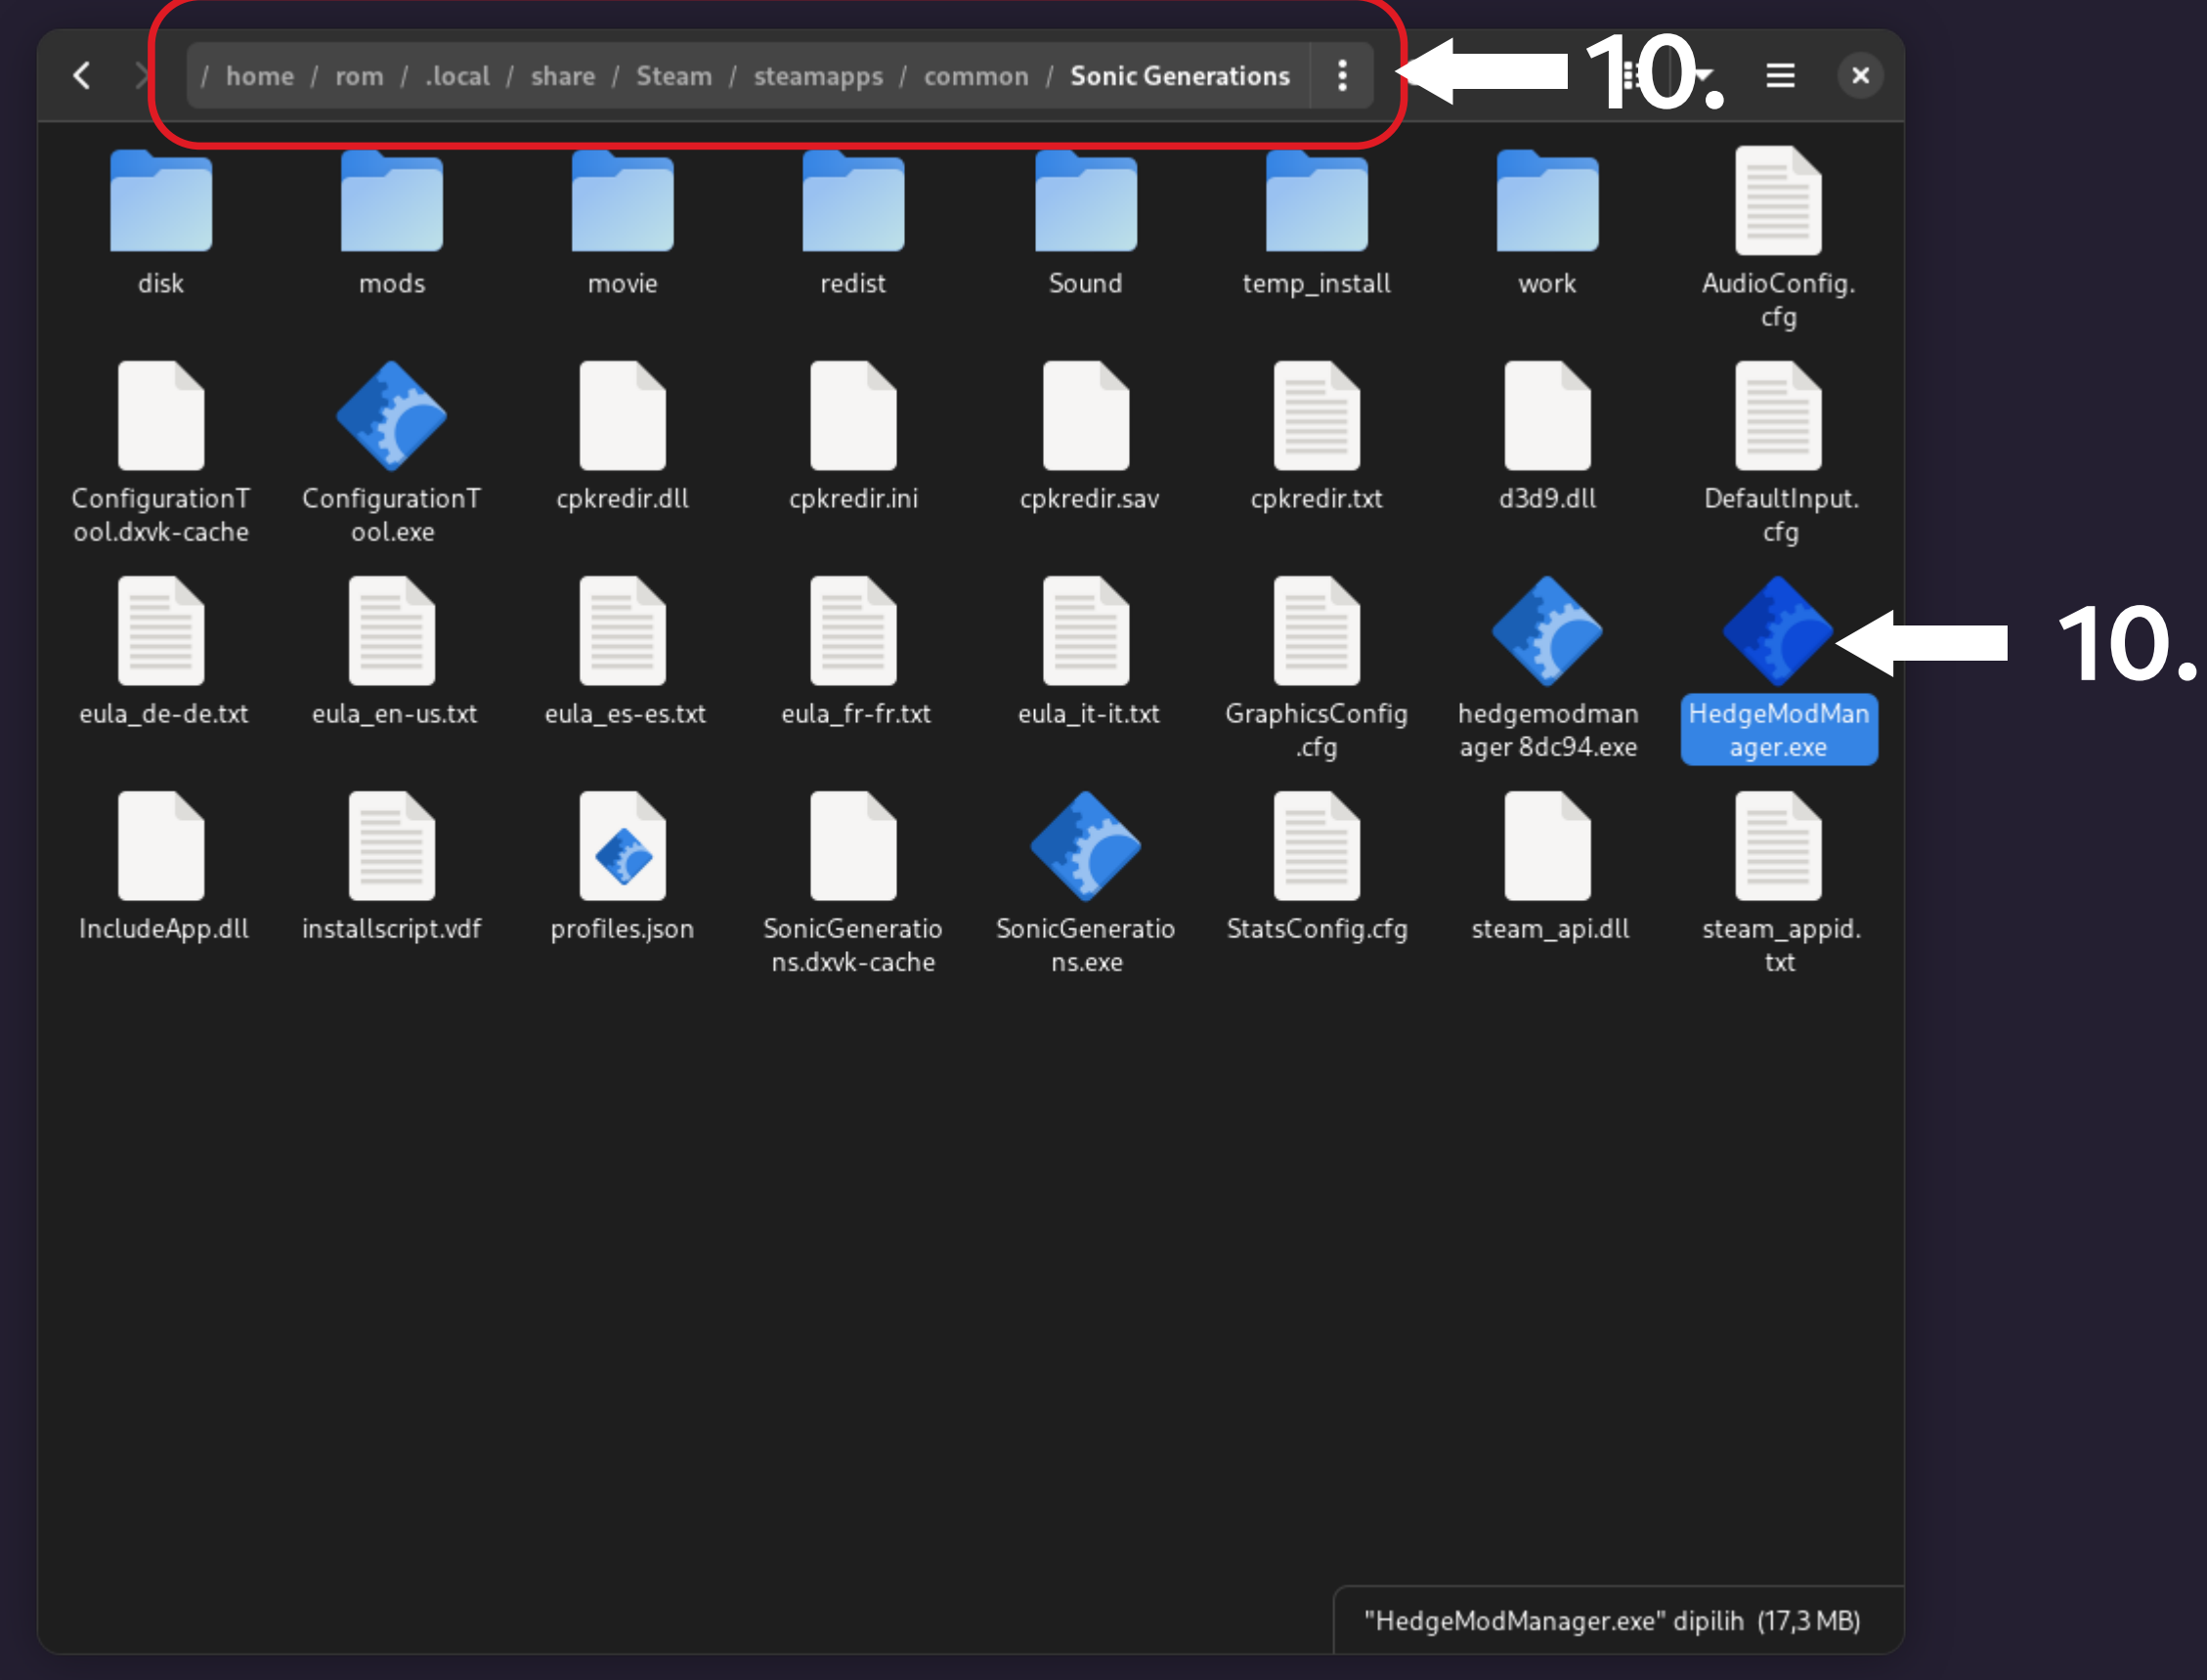 / home / rom / .local / share / Steam / steamapps / common / Sonic Generations
10.
disk
mods
movie
redist
Sound
temp_install
work
AudioConfig.
cfg
ConfigurationT
ool.dxvk-cache
ConfigurationT
ool.exe
cpkredir.dll
cpkredir.ini
cpkredir.sav
cpkredir.txt
d3d9.dll
DefaultInput.
cfg
eula_de-de.txt
eula_en-us.txt
eula_es-es.txt
eula_fr-fr.txt
eula_it-it.txt
GraphicsConfig
.cfg
hedgemodman
ager 8dc94.exe
HedgeModMan
ager.exe
10.
IncludeApp.dll
installscript.vdf
profiles.json
SonicGeneratio
ns.dxvk-cache
SonicGeneratio
ns.exe
StatsConfig.cfg
steam_api.dll
steam_appid.
txt
"HedgeModManager.exe" dipilih (17,3 MB)